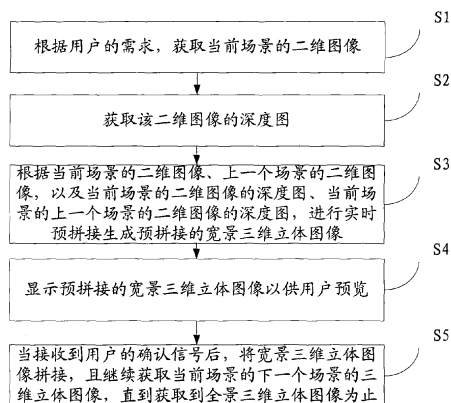 S1
根据用户的需求，获取当前场景的二维图像
S2
获取该二维图像的深度图
S3
根据当前场景的二维图像、上一个场景的二维图
像，以及当前场景的二维图像的深度图、当前场
景的上一个场景的二维图像的深度图，进行实时
预拼接生成预拼接的宽景三维立体图像
S4
显示预拼接的宽景三维立体图像以供用户预览
S5
当接收到用户的确认信号后，将宽景三维立体图
像拼接，且继续获取当前场景的下一个场景的三
维立体图像，直到获取到全景三维立体图像为止